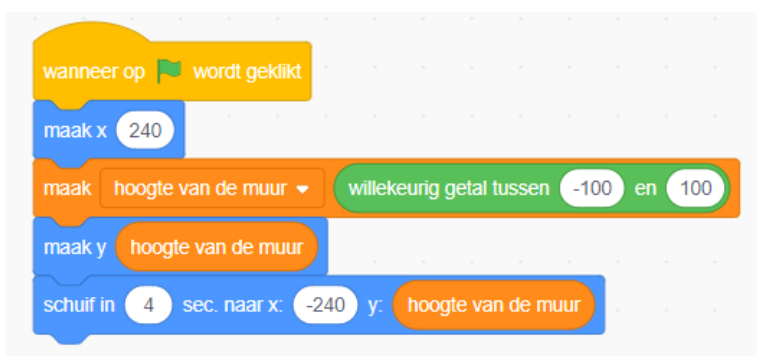 wanneer op wordt geklikt
maak x 240
maak hoogte van de muur willekeurig getal tussen -100 en 100
maak y hoogte van de muur
schuif in 4 sec. naar x: -240 y: hoogte van de muur